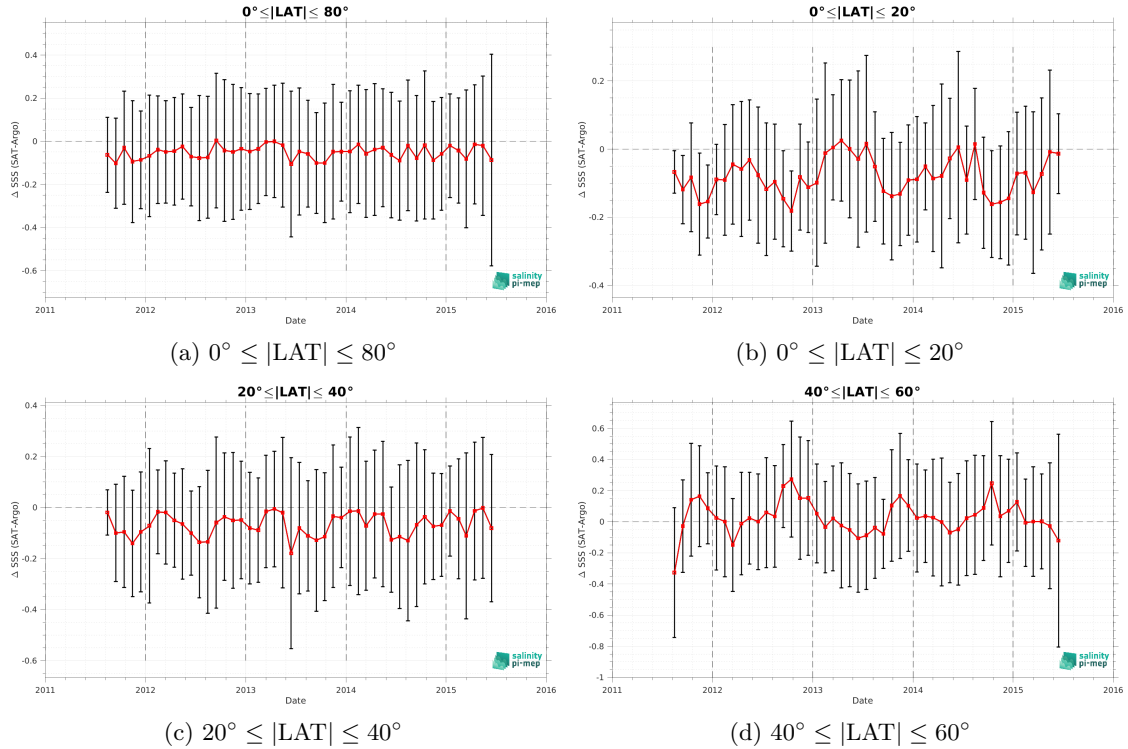 0°≤|LAT|≤ 80°
0.4
0.2
0
-0.2
-0.4
-0.6
Δ SSS (SAT-Argo)
2011
2012
2013
2014
2015
2016
Date
salinity
pi-mep
(a) 0° ≤ |LAT| ≤ 80°
0°≤|LAT|≤ 20°
0.2
0
-0.2
-0.4
Δ SSS (SAT-Argo)
2011
2012
2013
2014
2015
2016
Date
salinity
pi-mep
(b) 0° ≤ |LAT| ≤ 20°
20°≤|LAT|≤ 40°
0.4
0.2
0
-0.2
-0.4
-0.6
Δ SSS (SAT-Argo)
2011
2012
2013
2014
2015
2016
Date
salinity
pi-mep
(c) 20° ≤ |LAT| ≤ 40°
40°≤|LAT|≤ 60°
0.6
0.4
0.2
0
-0.2
-0.4
-0.6
-0.8
-1
Δ SSS (SAT-Argo)
2011
2012
2013
2014
2015
2016
Date
salinity
pi-mep
(d) 40° ≤ |LAT| ≤ 60°